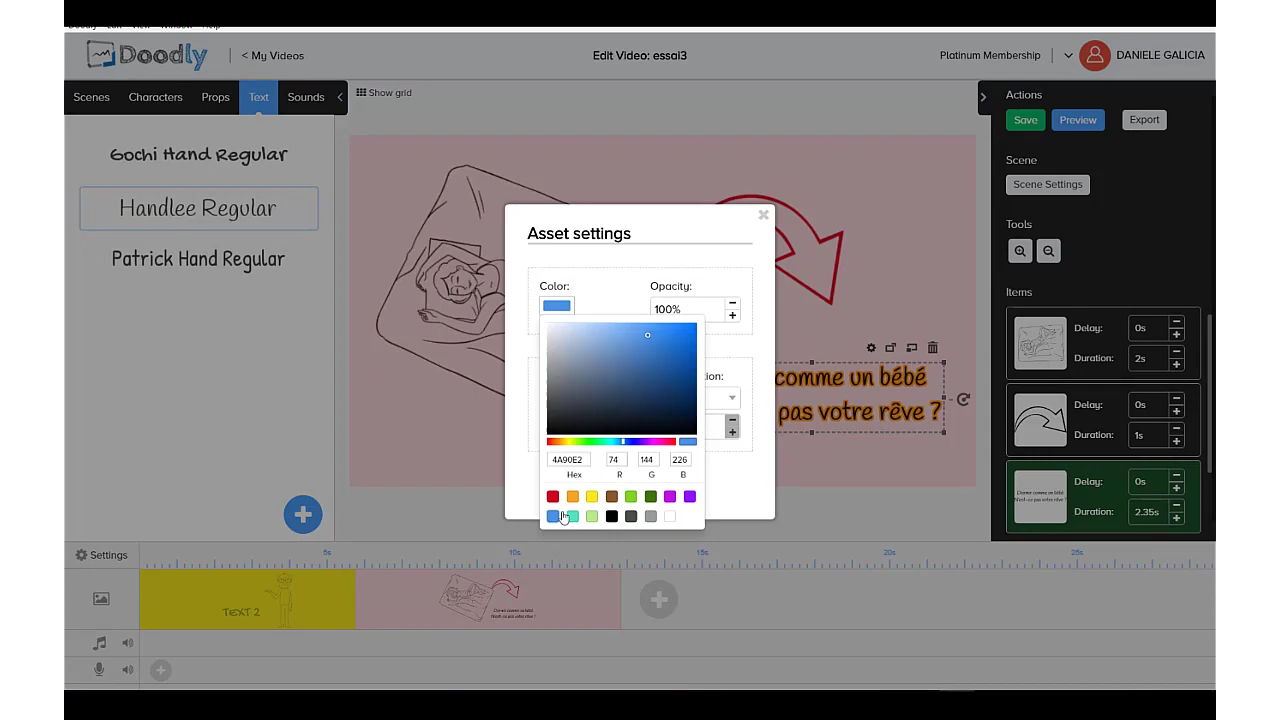 Doodly
< My Videos
Edit Video: essai3
Platinum Membership
DANIELE GALICIA
Scenes
Characters
Props
Text
Sounds
Show grid
Gochi Hand Regular
Handlee Regular
Patrick Hand Regular
Asset settings
Color:
Opacity:
100%
tion:
4A90E2
74
144
226
Hex
R
G
B
comme un bébé
pas votre rêve ?
Actions
Save
Preview
Export
Scene
Scene Settings
Tools
Items
Delay:
0s
Duration:
2s
Delay:
0s
Duration:
1s
Delay:
0s
Duration:
2.35s
Settings
5s
10s
15s
20s
25s
TEXT 2